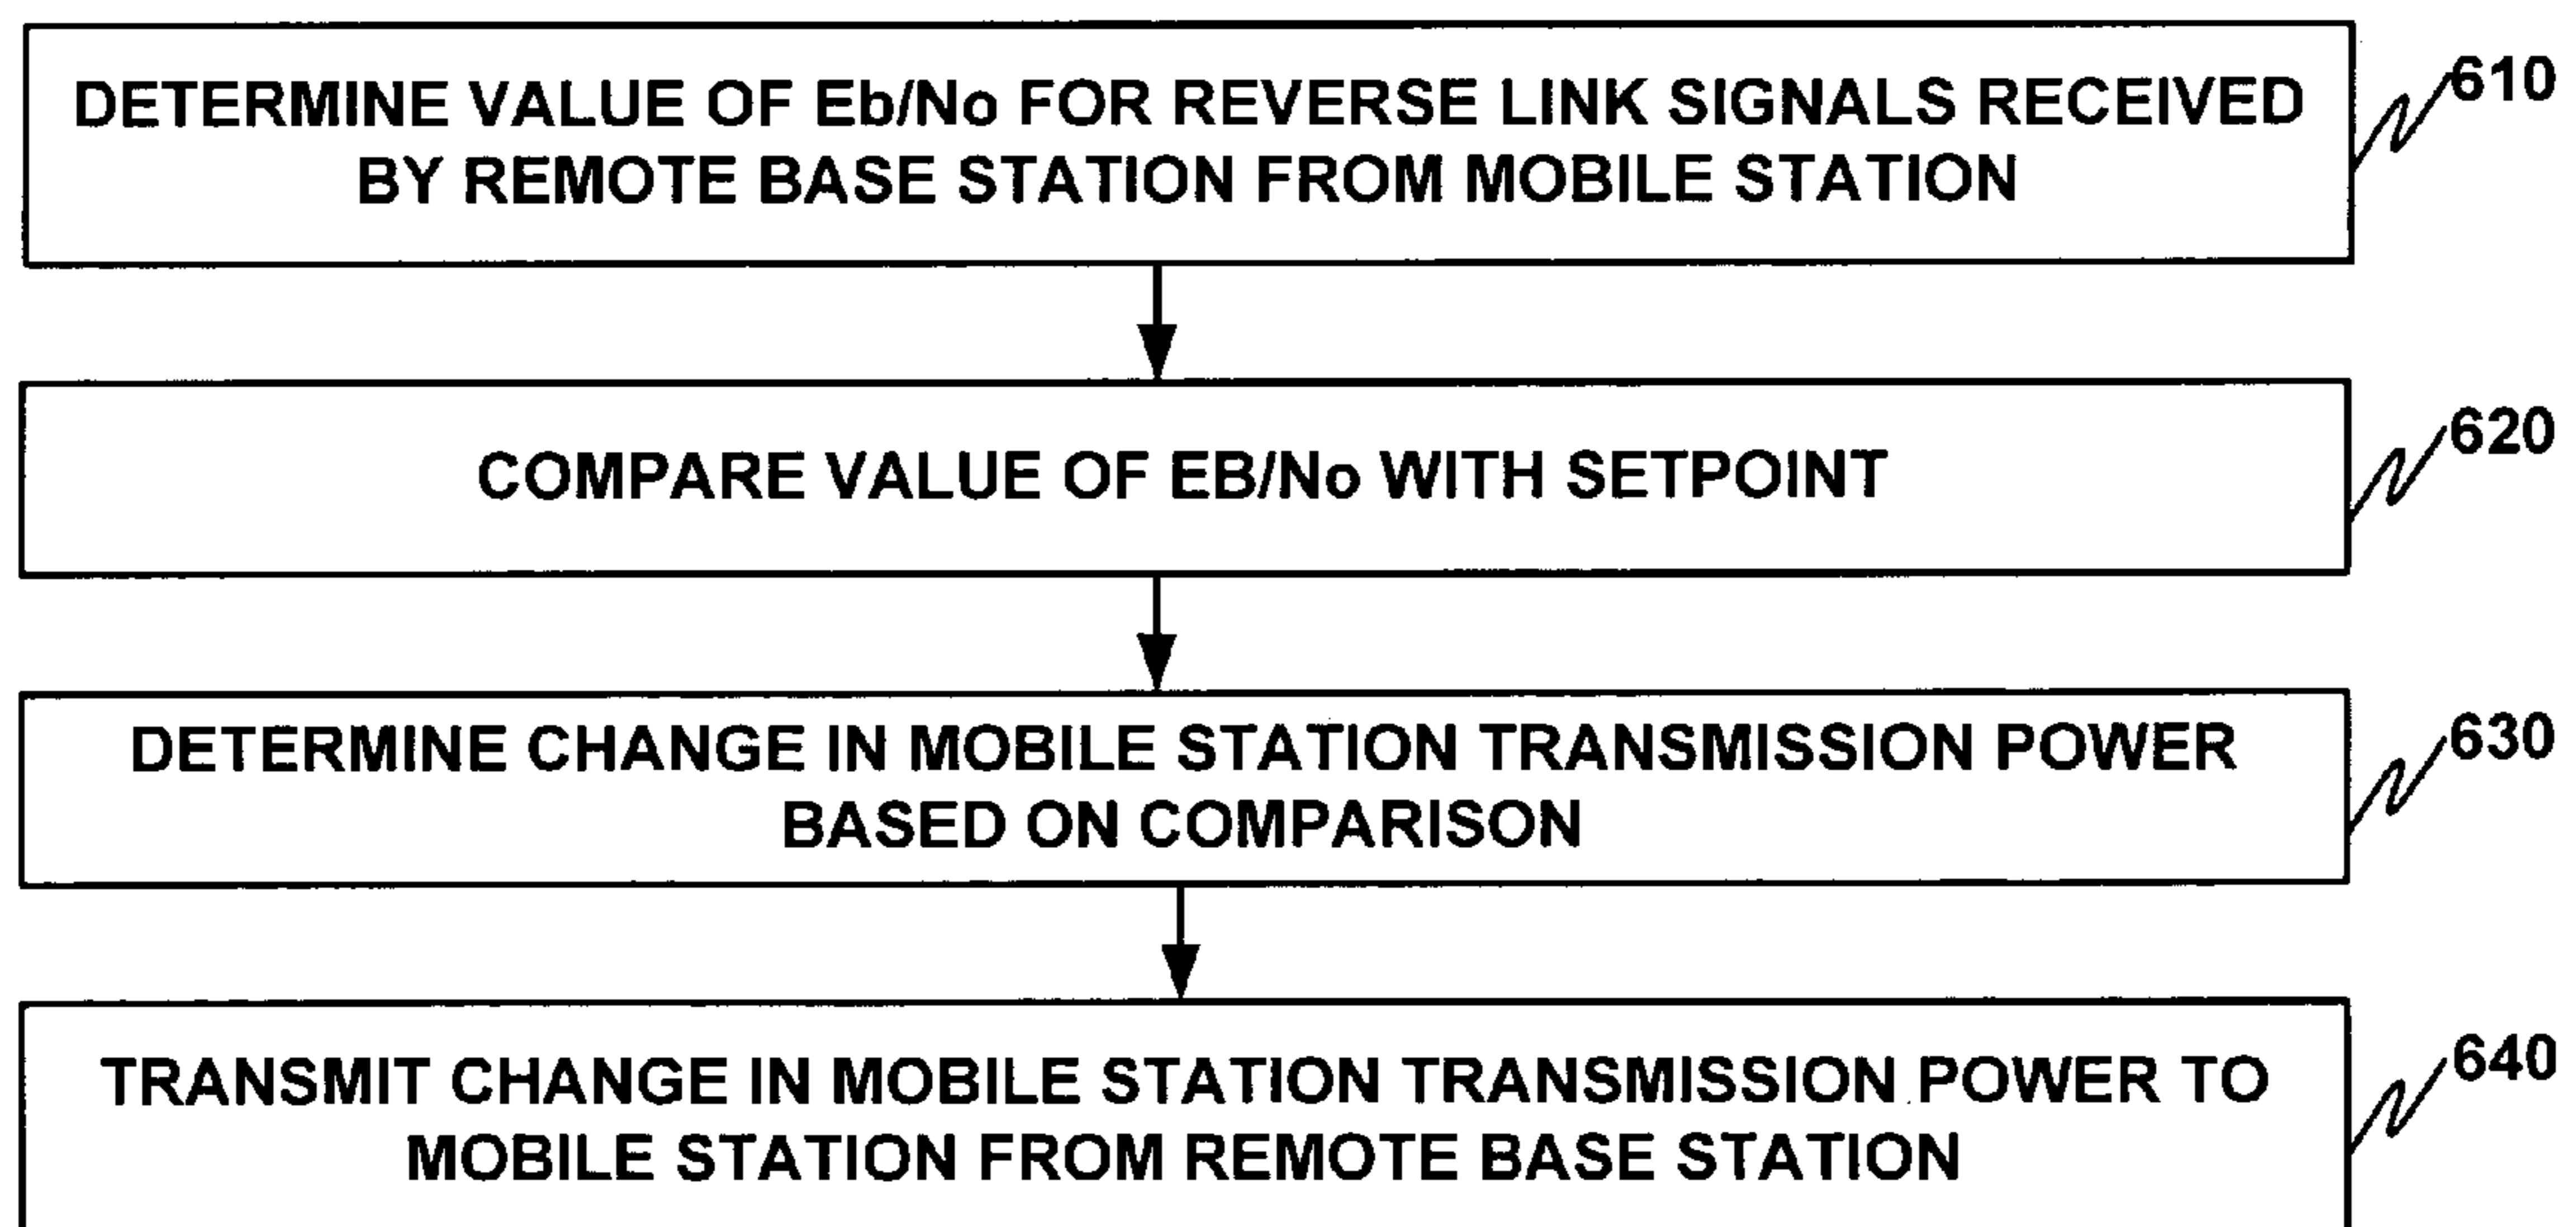 DETERMINE VALUE OF Eb/No FOR REVERSE LINK SIGNALS RECEIVED
BY REMOTE BASE STATION FROM MOBILE STATION
610
COMPARE VALUE OF EB/No WITH SETPOINT
620
DETERMINE CHANGE IN MOBILE STATION TRANSMISSION POWER
BASED ON COMPARISON
630
TRANSMIT CHANGE IN MOBILE STATION TRANSMISSION POWER TO
MOBILE STATION FROM REMOTE BASE STATION
640